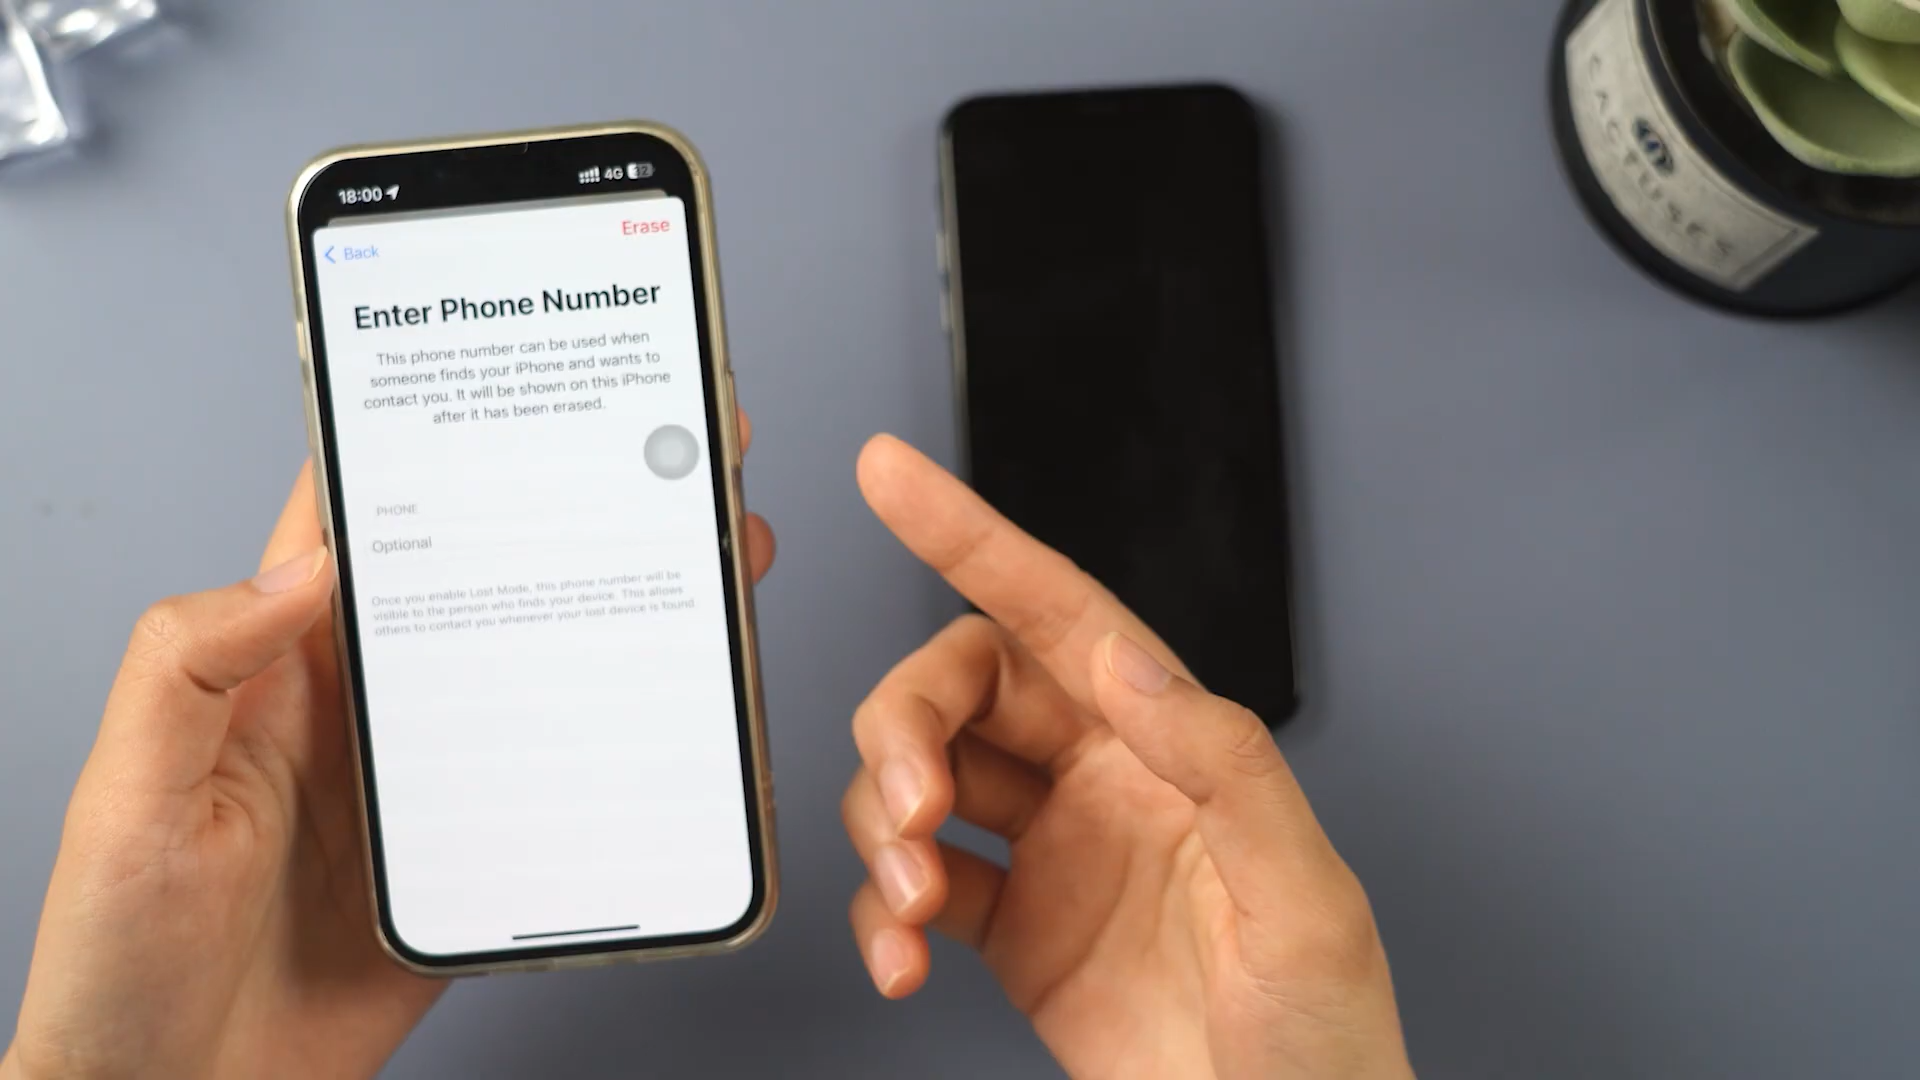 18:00
4G 32
Erase
Back
Enter Phone Number
This phone number can be used when
someone finds your iPhone and wants to
contact you. It will be shown on this iPhone
after it has been erased.
PHONE
Optional
Once you enable Lost Mode, this phone number will be
visible to the person who finds your device. This allows
others to contact you whenever your lost device is found.
CACTUSES